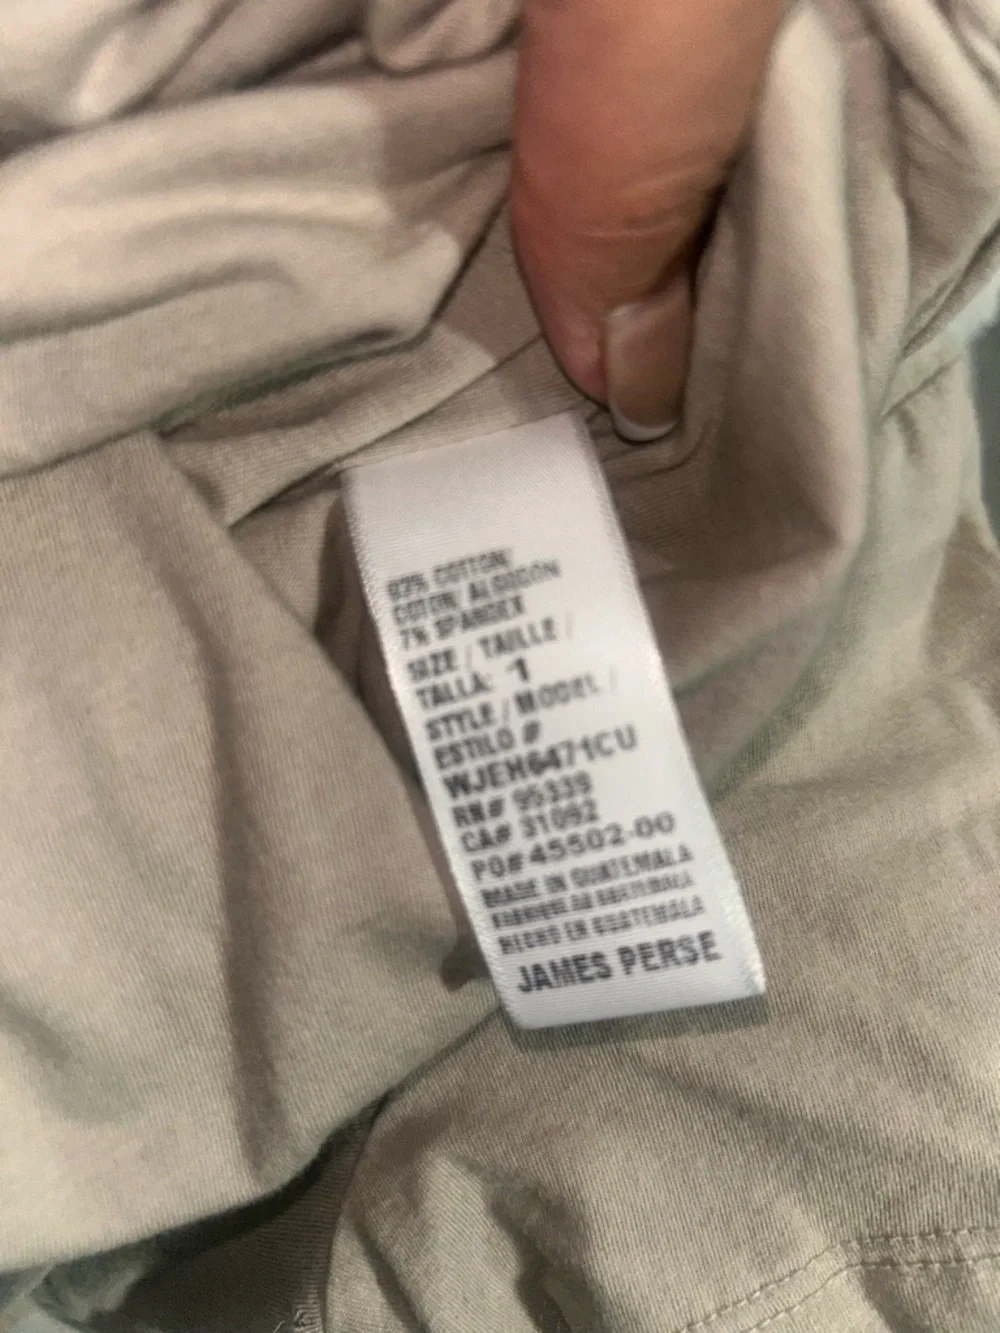 93% COTTON/
COTON/ ALGODON
7% SPANDEX
SIZE / TAILLE /
TALLA: 1
STYLE / MODEL /
ESTILO #
WJEH6471CU
RN# 95339
CA# 31092
PO# 45502-00
MADE IN GUATEMALA
HECHO EN GUATEMALA
JAMES PERSE